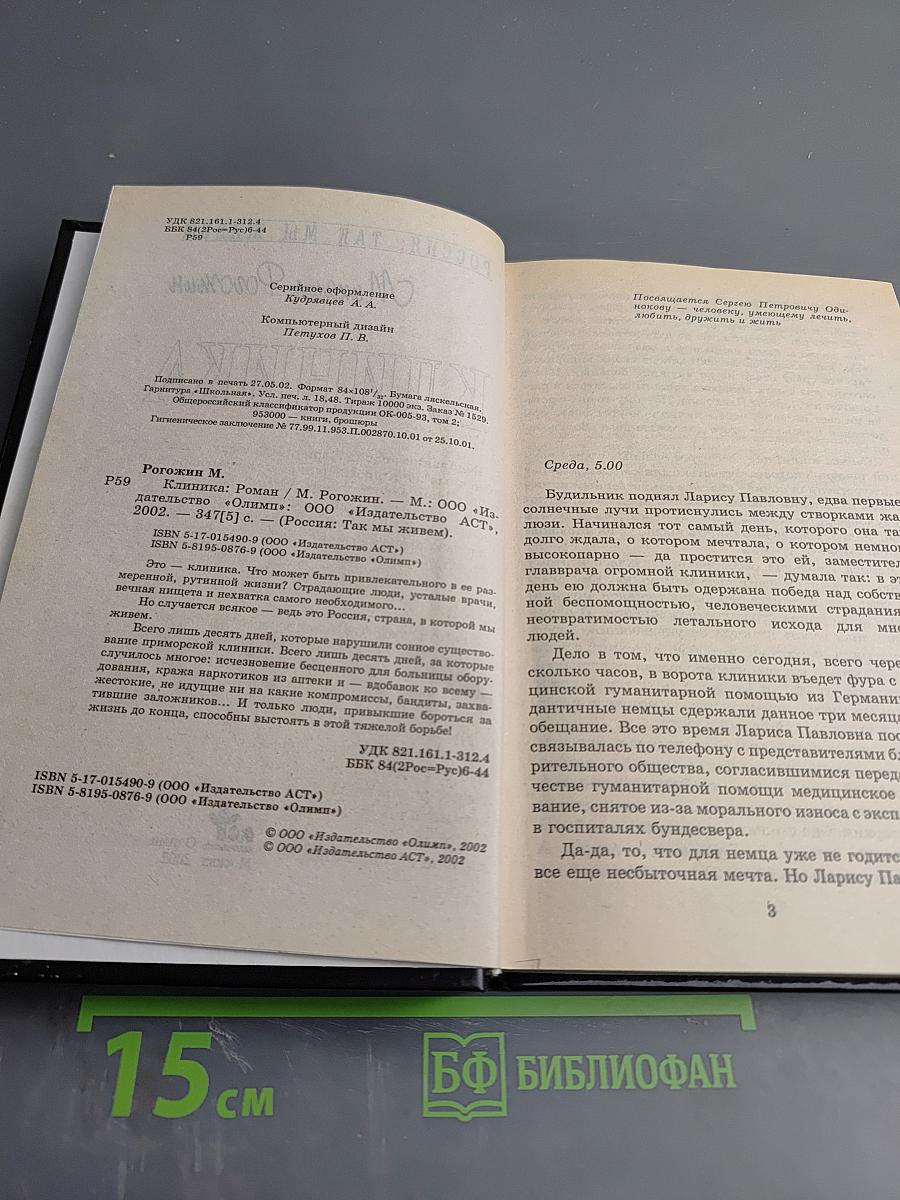 УДК 821.161.1-312.4
ББК 84(2Рос=Рус)6-44
Р59
Серийное оформление
Кудрявцев А. А.
Компьютерный дизайн
Петухов П. В.
Подписано в печать 27.05.02. Формат 84×108¹/₃₂. Бумага ляскельская.
Гарнитура «Школьная». Усл. печ. л. 18,48. Тираж 10000 экз. Заказ № 1529.
Общероссийский классификатор продукции ОК-005-93, том 2;
953000 — книги, брошюры
Гигиеническое заключение № 77.99.11.953.П.002870.10.01 от 25.10.01.
Рогожин М.
Р59 Клиника: Роман / М. Рогожин. — М.: ООО «Из-
дательство «Олимп»: ООО «Издательство АСТ»,
2002. — 347[5] с. — (Россия: Так мы живем).
ISBN 5-17-015490-9 (ООО «Издательство АСТ»)
ISBN 5-8195-0876-9 (ООО «Издательство «Олимп»)
Это — клиника. Что может быть привлекательного в ее раз-
меренной, рутинной жизни? Страдающие люди, усталые врачи,
вечная нищета и нехватка самого необходимого...
Но случается всякое — ведь это Россия, страна, в которой мы
живем.
Всего лишь десять дней, которые нарушили сонное существо-
вание приморской клиники. Всего лишь десять дней, за которые
случилось многое: исчезновение бесценного для больницы обору-
дования, кража наркотиков из аптеки и — вдобавок ко всему —
жестокие, не идущие ни на какие компромиссы, бандиты, захва-
тившие заложников... И только люди, привыкшие бороться за
жизнь до конца, способны выстоять в этой тяжелой борьбе!
УДК 821.161.1-312.4
ББК 84(2Рос=Рус)6-44
ISBN 5-17-015490-9 (ООО «Издательство АСТ»)
ISBN 5-8195-0876-9 (ООО «Издательство «Олимп»)
© ООО «Издательство «Олимп», 2002
© ООО «Издательство АСТ», 2002
Посвящается Сергею Петровичу Оди-
нокову — человеку, умеющему лечить,
любить, дружить и жить
Среда, 5.00
Будильник поднял Ларису Павловну, едва первые
солнечные лучи протиснулись между створками жа
люзи. Начинался тот самый день, которого она та
долго ждала, о котором мечтала, о котором немно
высокопарно — да простится это ей, заместител
главврача огромной клиники, — думала так: в эт
день ею должна быть одержана победа над собств
ной беспомощностью, человеческими страдания
неотвратимостью летального исхода для мно
людей.
Дело в том, что именно сегодня, всего чере
сколько часов, в ворота клиники въедет фура с
цинской гуманитарной помощью из Германи
дантичные немцы сдержали данное три месяца
обещание. Все это время Лариса Павловна пос
связывалась по телефону с представителями бл
рительного общества, согласившимися переда
честве гуманитарной помощи медицинское
вание, снятое из-за морального износа с эксп
в госпиталях бундесвера.
Да-да, то, что для немца уже не годитс
все еще несбыточная мечта. Но Ларису Па
3
15 см
БФ БИБЛИОФАН